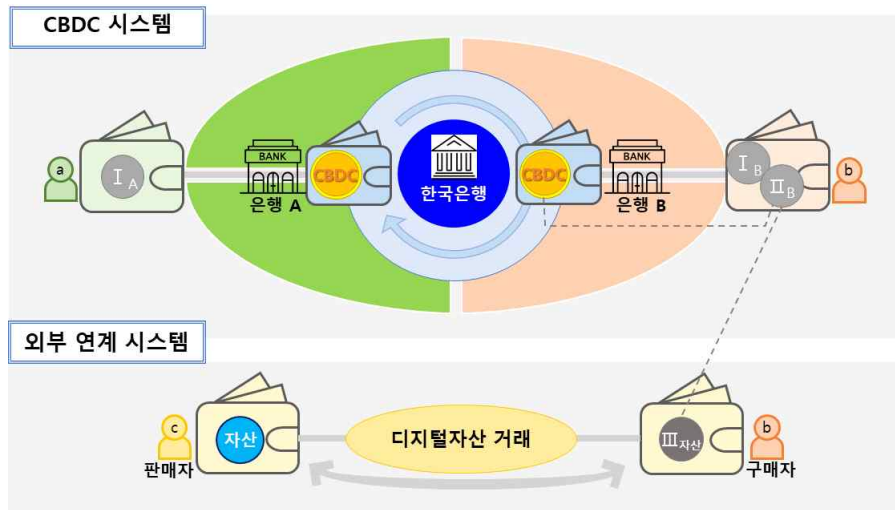 CBDC 시스템
a
I A
BANK
은행 A
CBDC
한국은행
CBDC
BANK
은행 B
I B
II B
b
외부 연계 시스템
c
판매자
자산
디지털자산 거래
III 자산
b
구매자